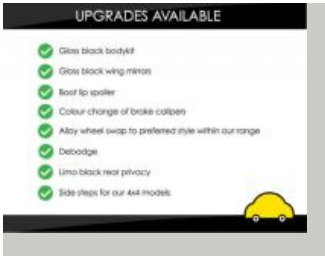 UPGRADES AVAILABLE
Gloss black bodykit
Gloss black wing mirrors
Boot lip spoiler
Colour change of brake calipers
Alloy wheel swap to preferred style within our range
Debadge
Limo black rear privacy
Side steps for our 4x4 models